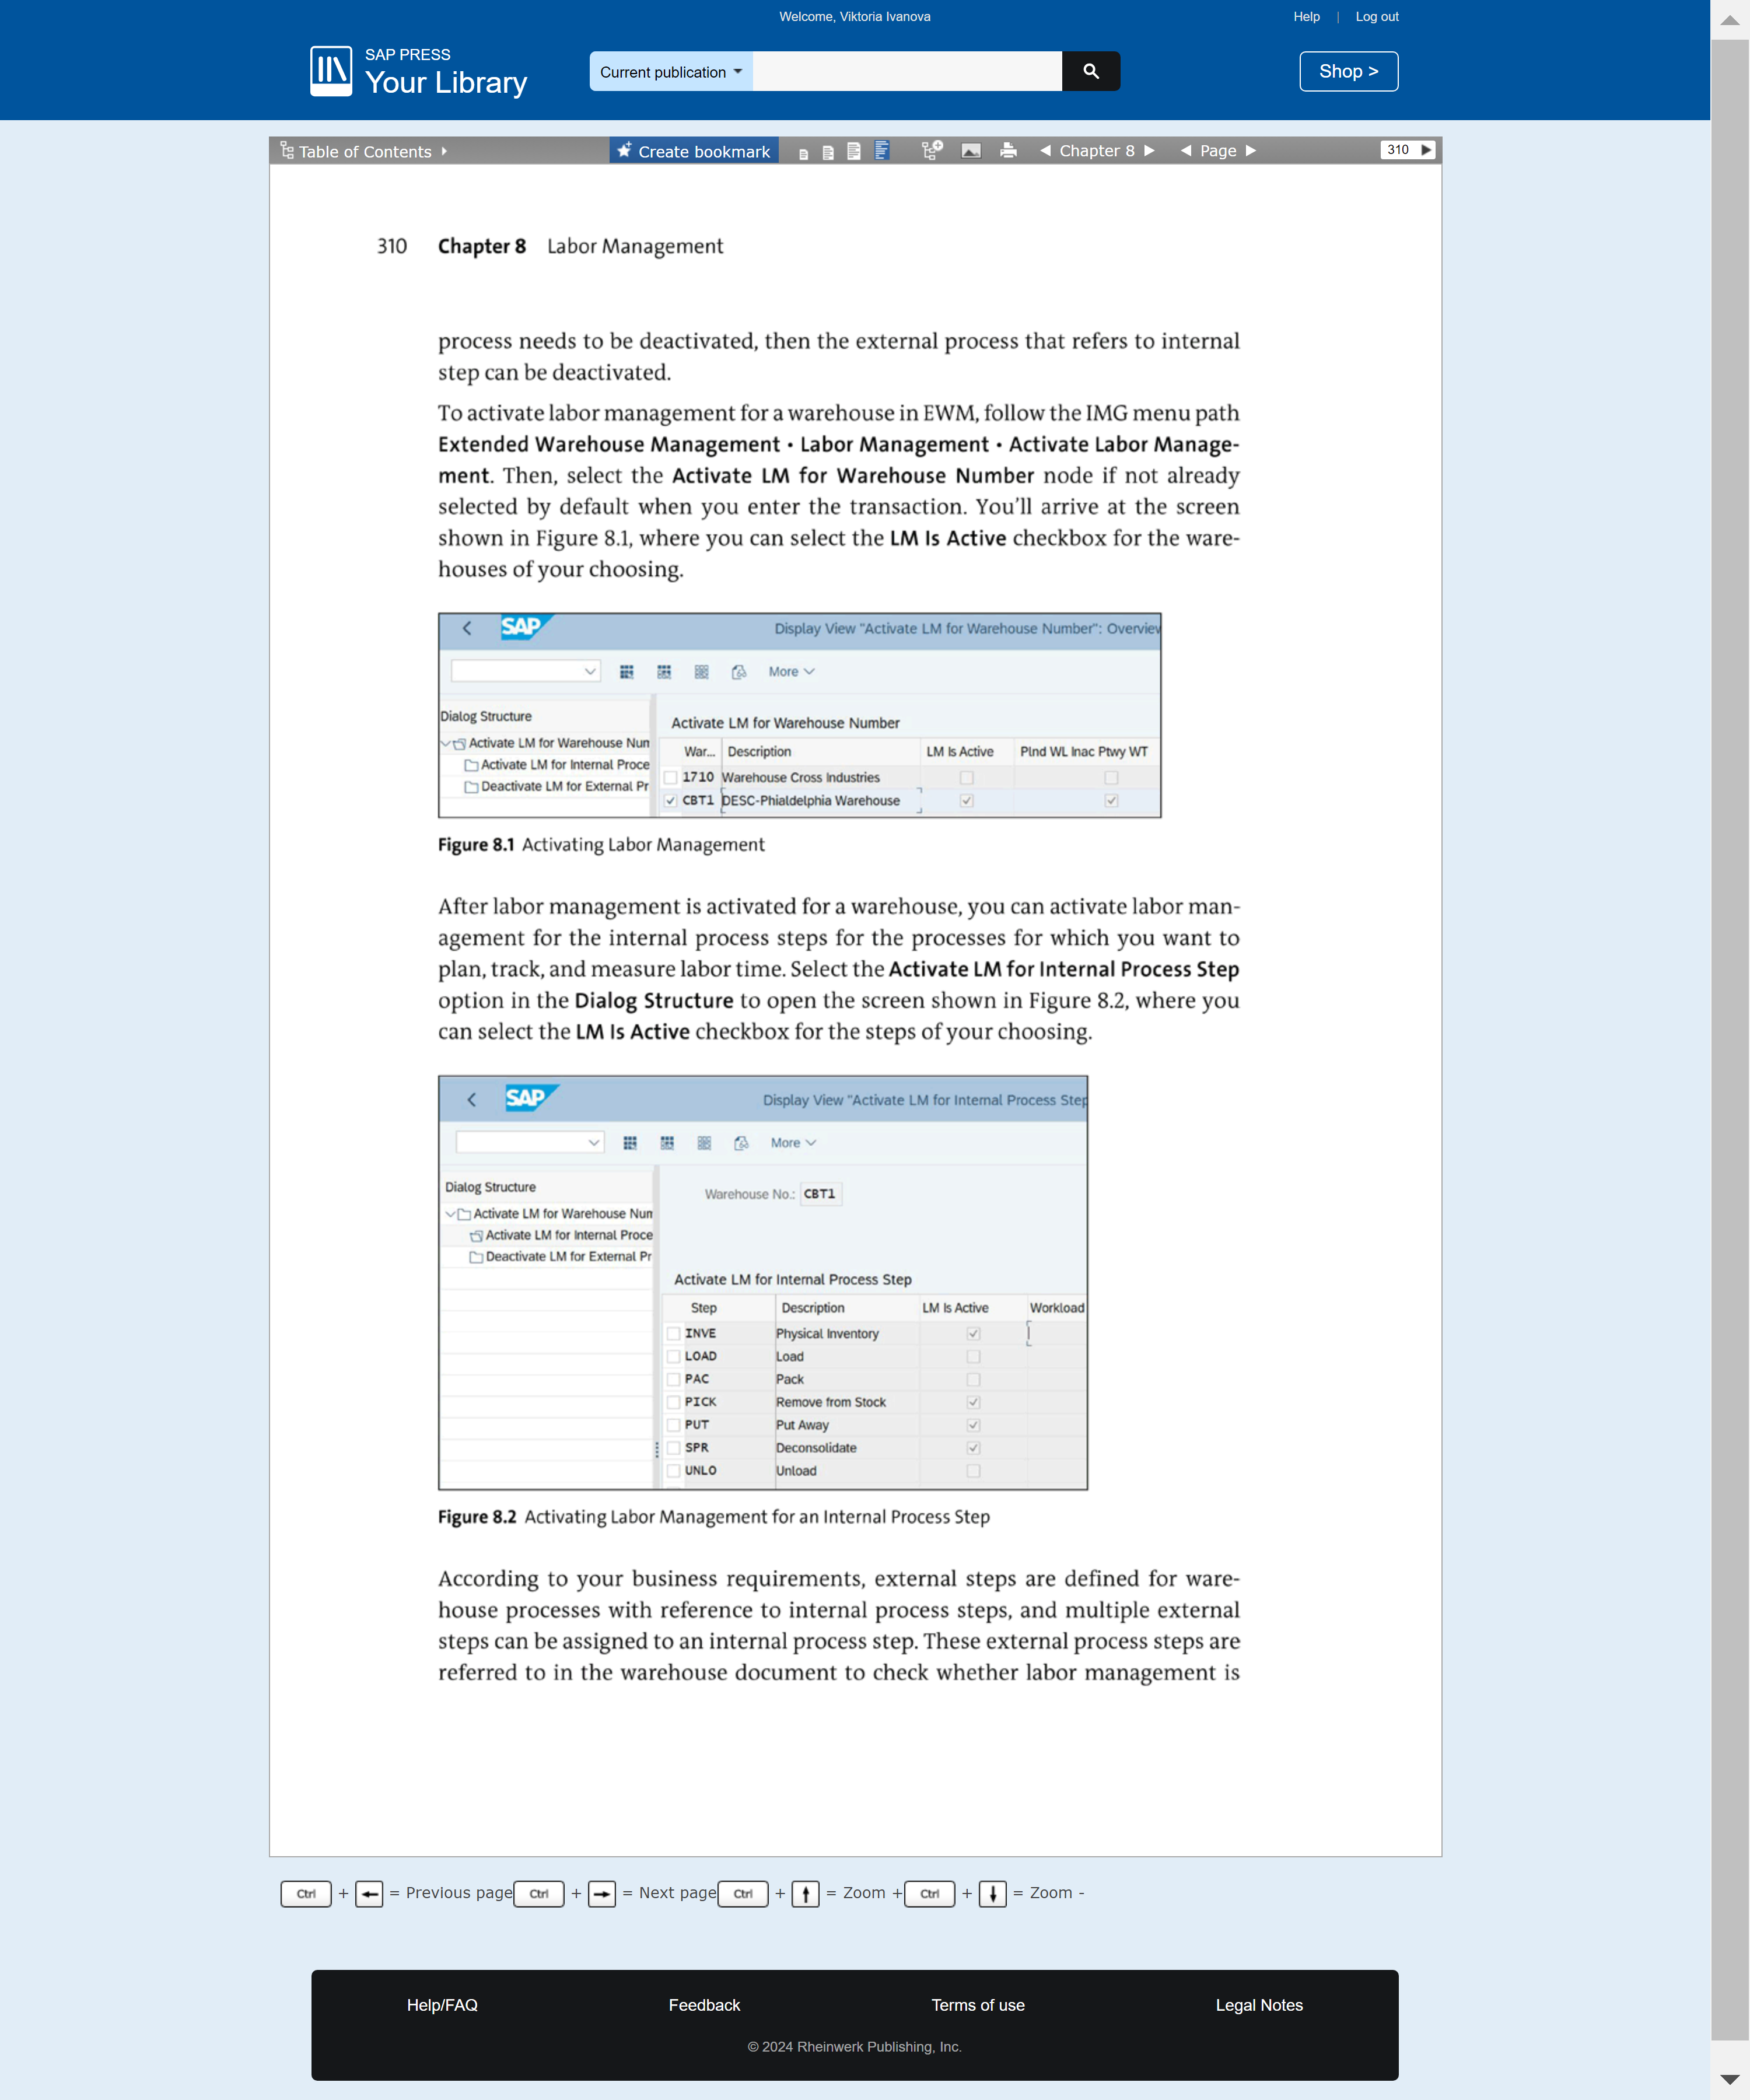 Welcome, Viktoria Ivanova
Help | Log out
SAP PRESS
Your Library
Current publication
Shop >
Table of Contents
Create bookmark
Chapter 8
Page
310
310 Chapter 8 Labor Management
process needs to be deactivated, then the external process that refers to internal
step can be deactivated.
To activate labor management for a warehouse in EWM, follow the IMG menu path
Extended Warehouse Management • Labor Management • Activate Labor Manage-
ment. Then, select the Activate LM for Warehouse Number node if not already
selected by default when you enter the transaction. You'll arrive at the screen
shown in Figure 8.1, where you can select the LM Is Active checkbox for the ware-
houses of your choosing.
SAP
Display View "Activate LM for Warehouse Number": Overview
More
Dialog Structure
Activate LM for Warehouse Num
Activate LM for Internal Proce
Deactivate LM for External Pr
Activate LM for Warehouse Number
War... Description LM Is Active Plnd WL Inac Ptwy WT
1710 Warehouse Cross Industries
CBT1 DESC-Phialdelphia Warehouse
Figure 8.1 Activating Labor Management
After labor management is activated for a warehouse, you can activate labor man-
agement for the internal process steps for the processes for which you want to
plan, track, and measure labor time. Select the Activate LM for Internal Process Step
option in the Dialog Structure to open the screen shown in Figure 8.2, where you
can select the LM Is Active checkbox for the steps of your choosing.
SAP
Display View "Activate LM for Internal Process Step
More
Dialog Structure
Activate LM for Warehouse Num
Activate LM for Internal Proce
Deactivate LM for External Pr
Warehouse No.: CBT1
Activate LM for Internal Process Step
Step Description LM Is Active Workload
INVE Physical Inventory
LOAD Load
PAC Pack
PICK Remove from Stock
PUT Put Away
SPR Deconsolidate
UNLO Unload
Figure 8.2 Activating Labor Management for an Internal Process Step
According to your business requirements, external steps are defined for ware-
house processes with reference to internal process steps, and multiple external
steps can be assigned to an internal process step. These external process steps are
referred to in the warehouse document to check whether labor management is
Ctrl + = Previous page Ctrl + = Next page Ctrl + = Zoom + Ctrl + = Zoom -
Help/FAQ Feedback Terms of use Legal Notes
© 2024 Rheinwerk Publishing, Inc.